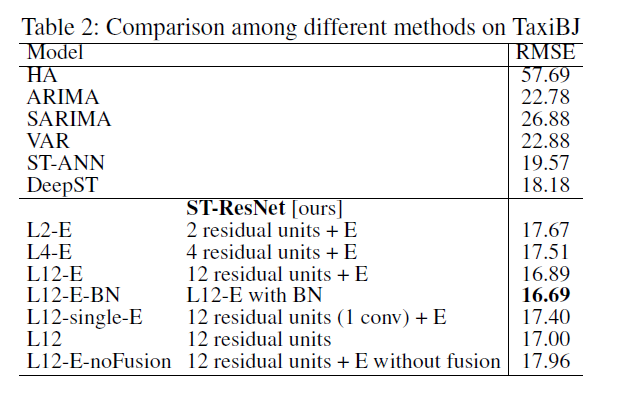 Table 2: Comparison among different methods on TaxiBJ
Model RMSE
HA 57.69
ARIMA 22.78
SARIMA 26.88
VAR 22.88
ST-ANN 19.57
DeepST 18.18
ST-ResNet [ours]
L2-E 2 residual units + E 17.67
L4-E 4 residual units + E 17.51
L12-E 12 residual units + E 16.89
L12-E-BN L12-E with BN 16.69
L12-single-E 12 residual units (1 conv) + E 17.40
L12 12 residual units 17.00
L12-E-noFusion 12 residual units + E without fusion 17.96